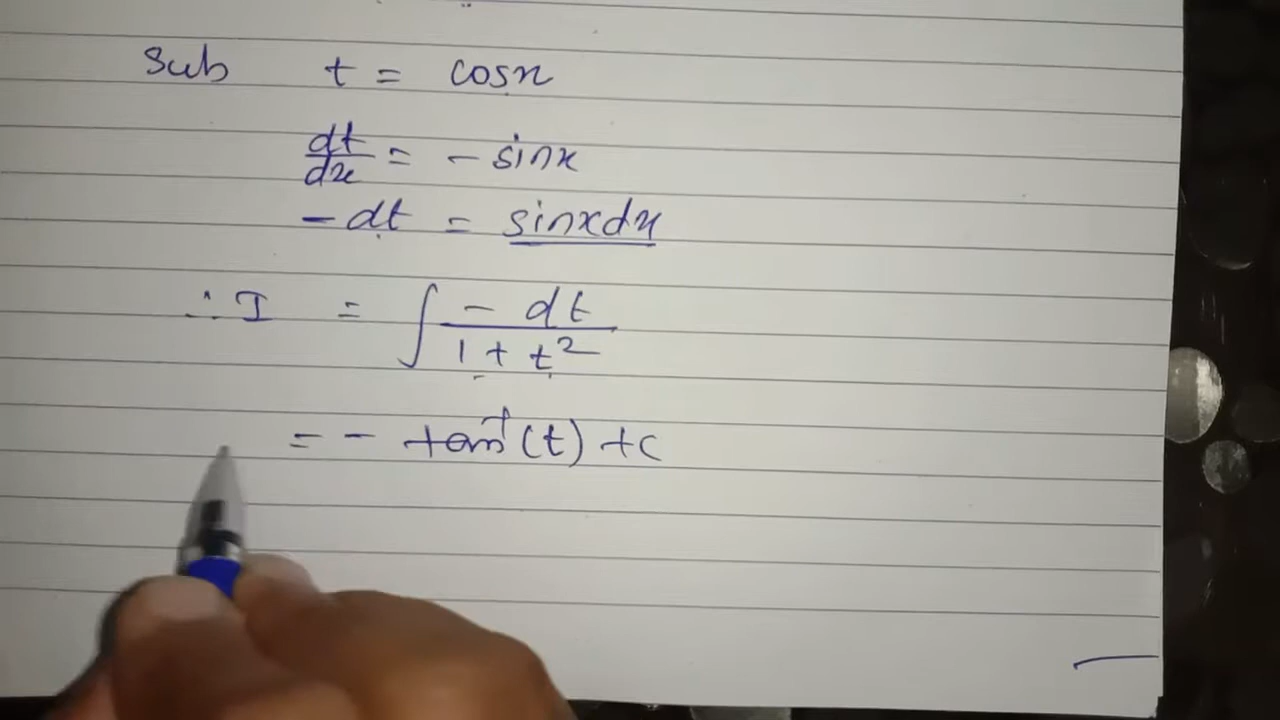 Sub t = cosx
dt/dx = - sinx
- dt = sinxdx
∴ I = ∫ - dt / 1 + t²
= - tan⁻¹(t) + c